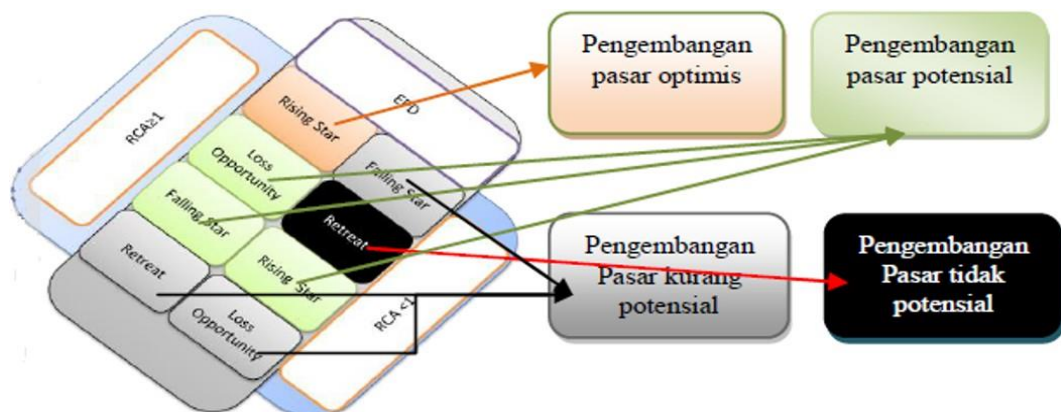 RCA≥1
EPD
Rising Star
Loss
Opportunity
Falling Star
Falling Star
Retreat
Retreat
Rising Star
Loss
Opportunity
RCA <1
Pengembangan
pasar optimis
Pengembangan
pasar potensial
Pengembangan
Pasar kurang
potensial
Pengembangan
Pasar tidak
potensial